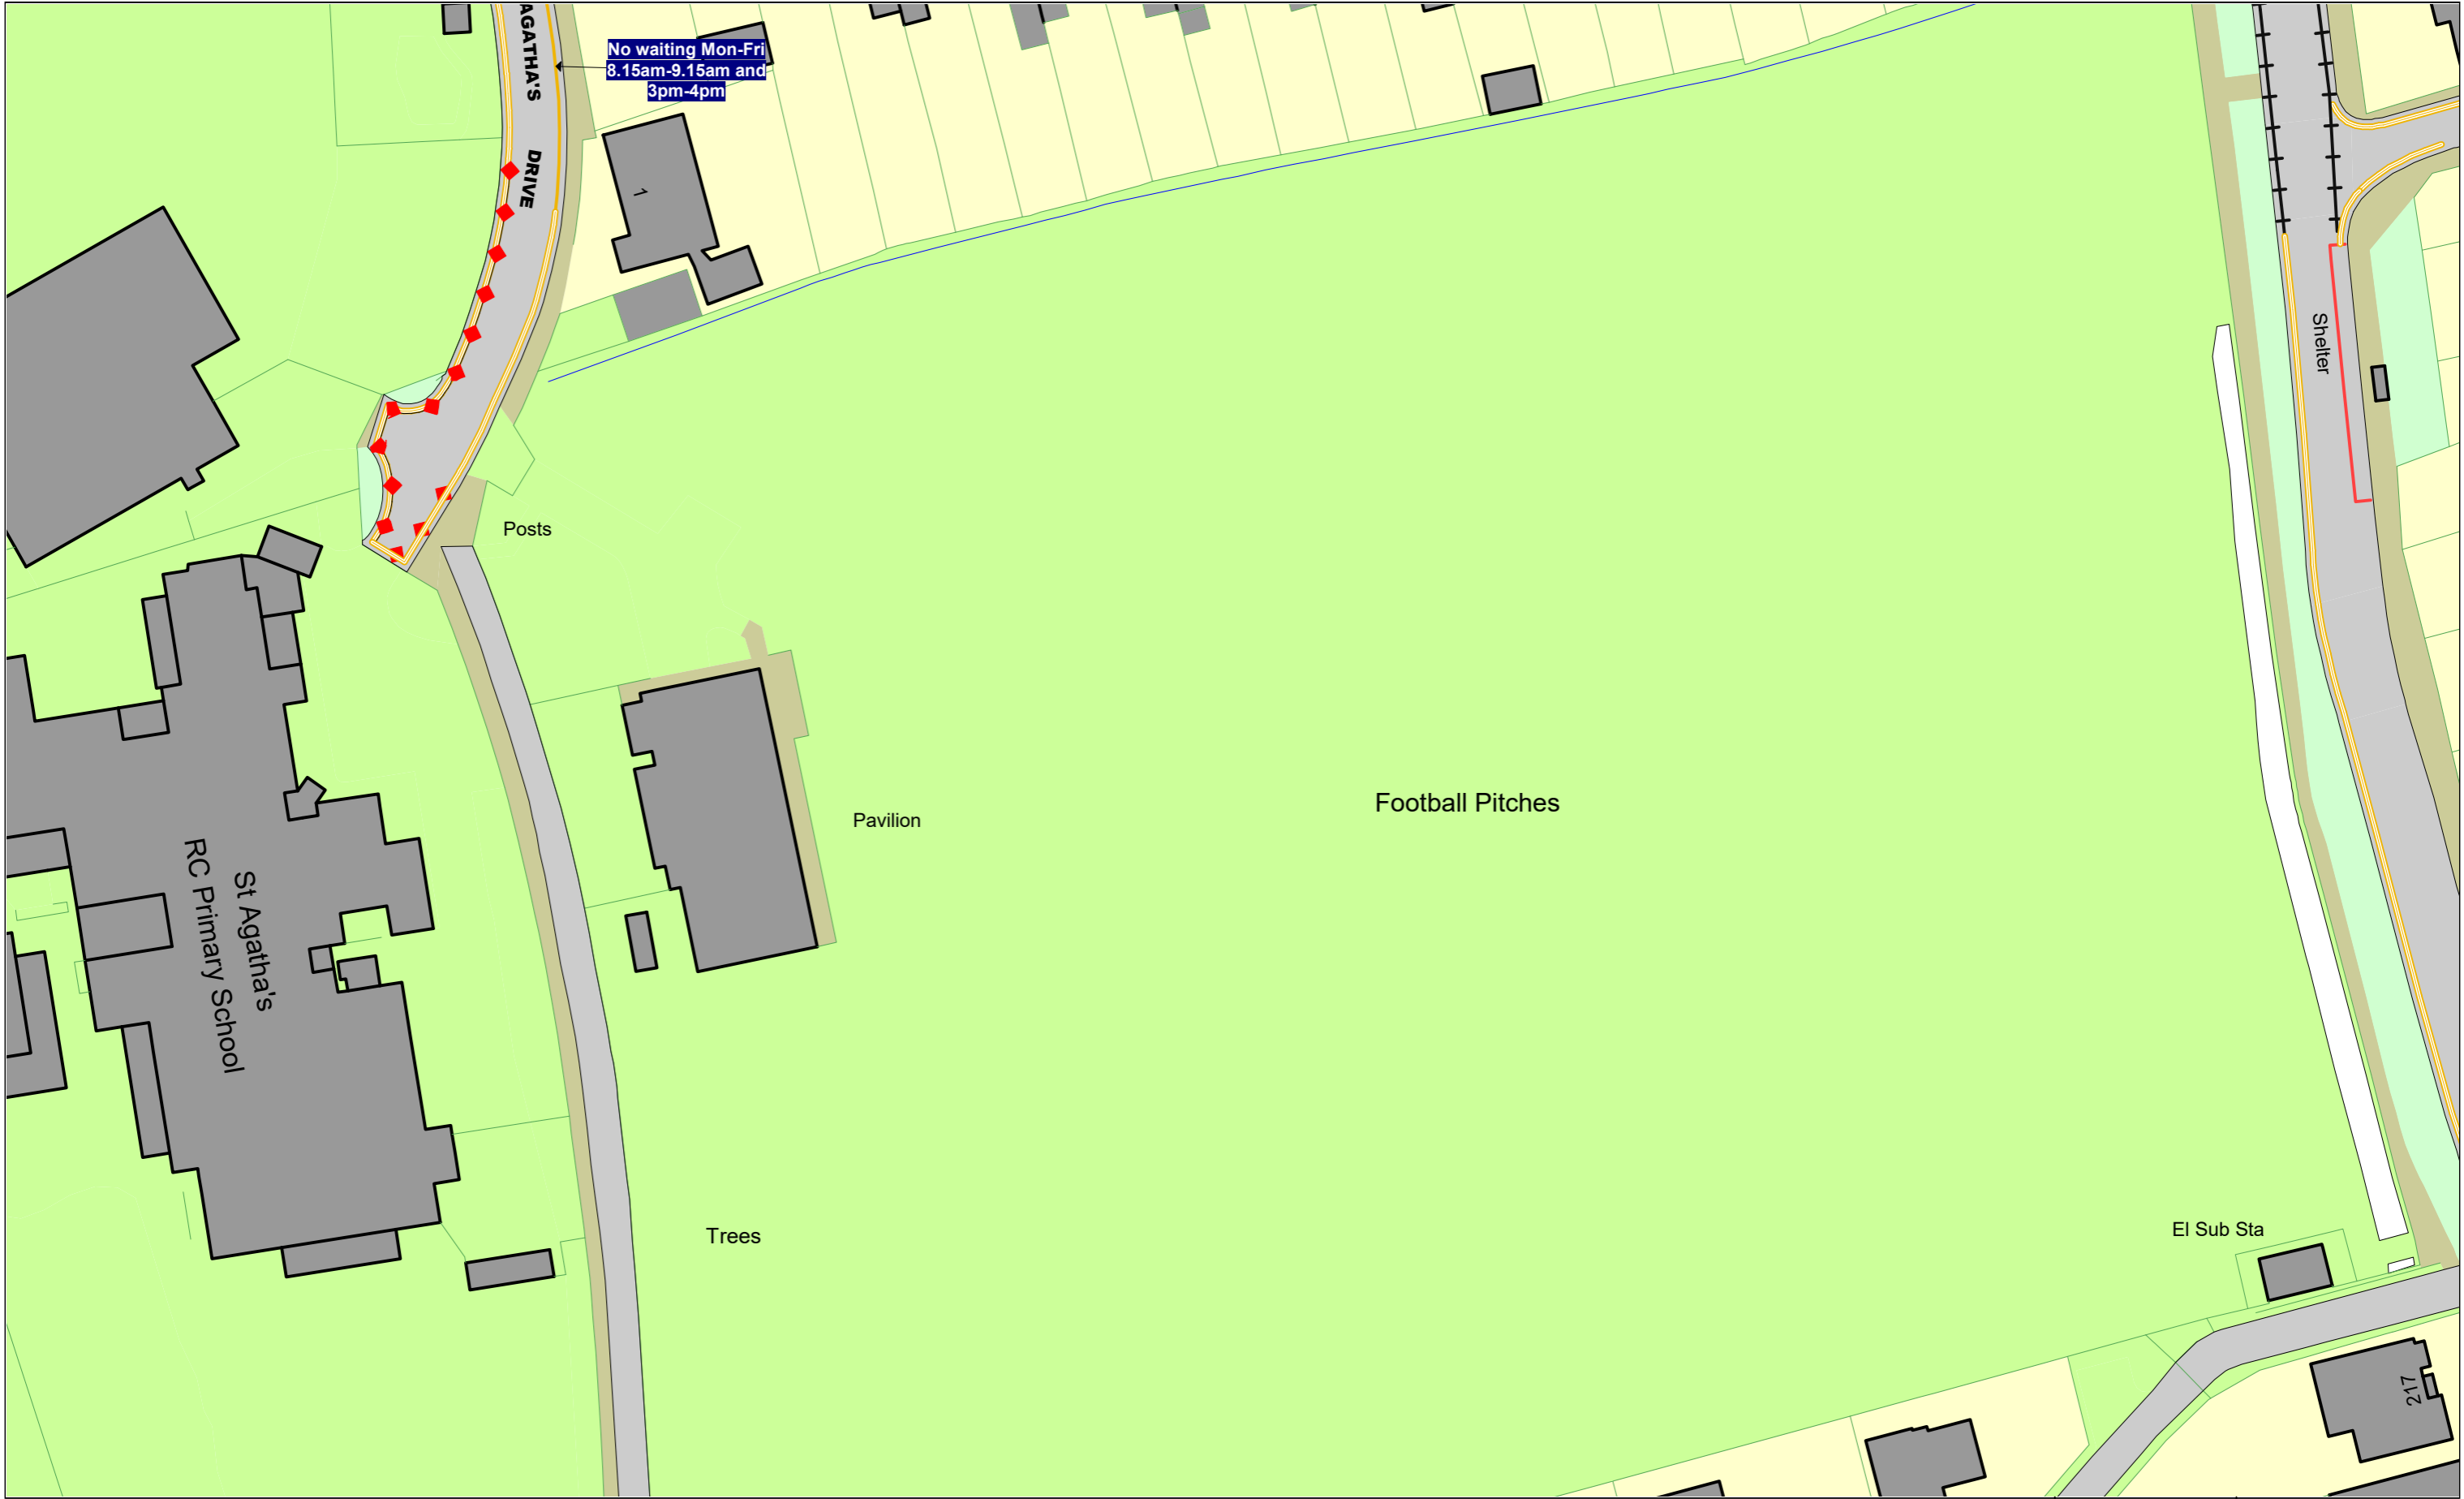 AGATHA'S
DRIVE
No waiting Mon-Fri
8.15am-9.15am and
3pm-4pm
1
Shelter
Posts
Football Pitches
Pavilion
St Agatha's
RC Primary School
Trees
El Sub Sta
217